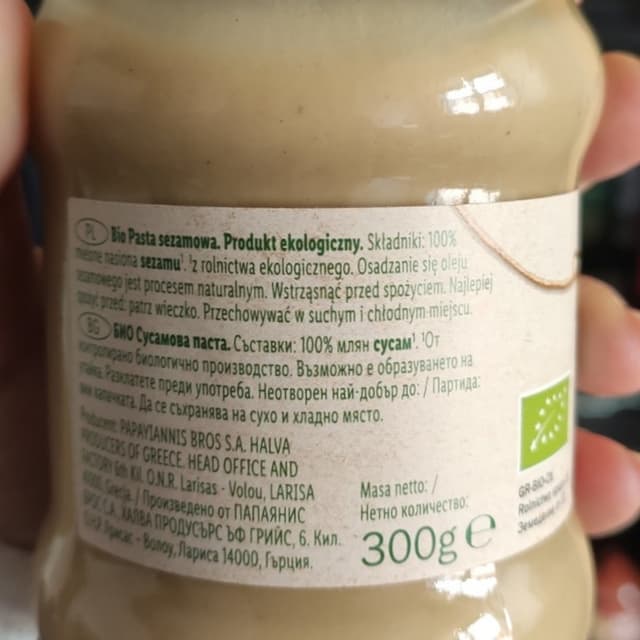 PL Bio Pasta sezamowa. Produkt ekologiczny. Składniki: 100%
mielone nasiona sezamu¹. ¹z rolnictwa ekologicznego. Osadzanie się oleju
sezamowego jest procesem naturalnym. Wstrząsnąć przed spożyciem. Najlepiej
spożyć przed: patrz wieczko. Przechowywać w suchym i chłodnym miejscu.
BG БИО Сусамова паста. Съставки: 100% млян сусам¹. ¹От
контролирано биологично производство. Възможно е образуването на
утайка. Разклатете преди употреба. Неотворен най-добър до: / Партида:
виж капачката. Да се съхранява на сухо и хладно място.
Producent: PAPAYIANNIS BROS S.A. HALVA
PRODUCERS OF GREECE. HEAD OFFICE AND
FACTORY 6th Kil. O.N.R. Larisas - Volou, LARISA
Grecja. / Произведено от ПАПАЯНИС
БРОС С.А. ХАЛВА ПРОДУСЪРС ЪФ ГРИЙС, 6. Кил.
Лрисас - Волоу, Лариса 14000, Гърция.
Masa netto: /
Нетно количество:
300g e
GR-BIO-01
Rolnictwo
Земеделие